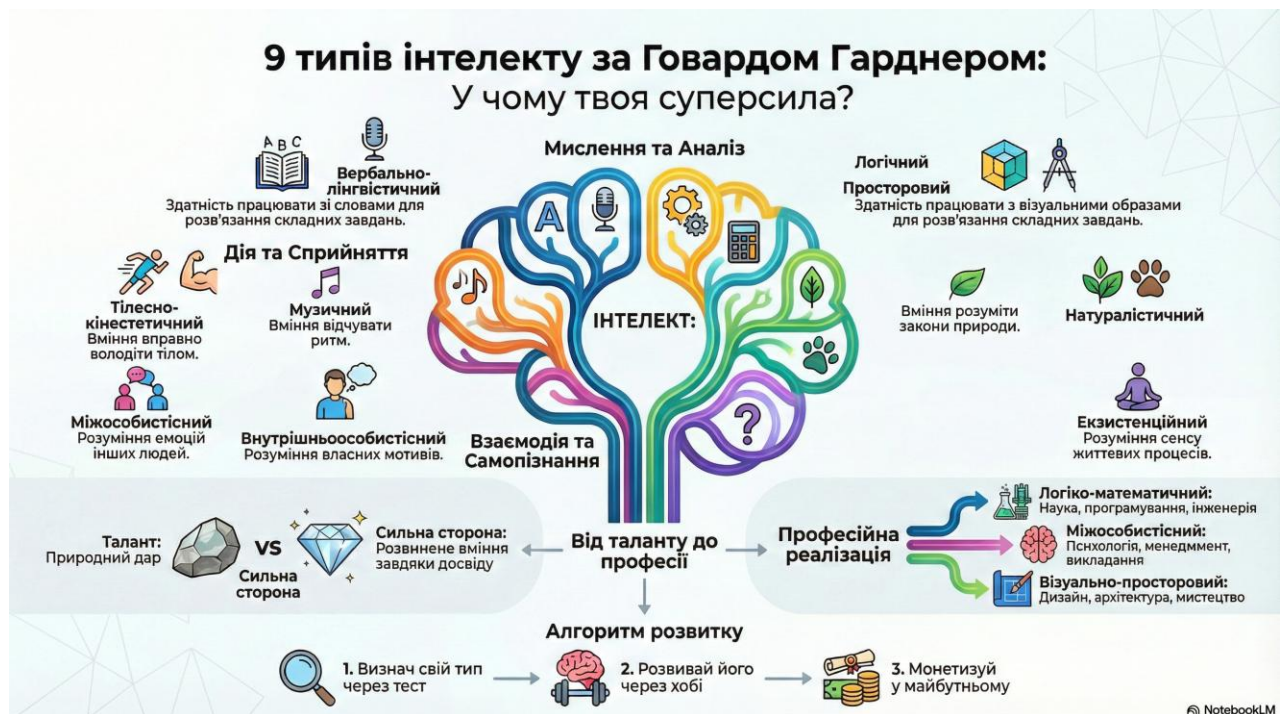 9 типів інтелекту за Говардом Гарднером:
У чому твоя суперсила?
A B C
Вербально-
лінгвістичний
Здатність працювати зі словами для
розв'язання складних завдань.
Мислення та Аналіз
Логічний
Просторовий
Здатність працювати з візуальними образами
для розв'язання складних завдань.
Дія та Сприйняття
Тілесно-
кінестетичний
Вміння вправно
володіти тілом.
Музичний
Вміння відчувати
ритм.
A
ІНТЕЛЕКТ:
?
Вміння розуміти
закони природи.
Натуралістичний
Міжособистісний
Розуміння емоцій
інших людей.
Внутрішньоособистісний
Розуміння власних мотивів.
Взаємодія та
Самопізнання
Екзистенційний
Розуміння сенсу
життєвих процесів.
Талант:
Природний дар
VS
Сильна
сторона
Сильна сторона:
Розвинене вміння
завдяки досвіду
Від таланту до
професії
Професійна
реалізація
Логіко-математичний:
Наука, програмування, інженерія
Міжособистісний:
Психологія, менеджмент,
викладання
Візуально-просторовий:
Дизайн, архітектура, мистецтво
Алгоритм розвитку
1. Визнач свій тип
через тест
2. Розвивай його
через хобі
3. Монетизуй
у майбутньому
NotebookLM